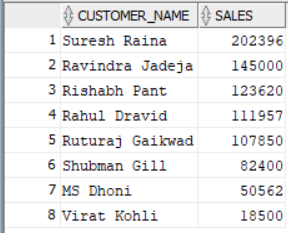 CUSTOMER_NAME SALES
1 Suresh Raina 202396
2 Ravindra Jadeja 145000
3 Rishabh Pant 123620
4 Rahul Dravid 111957
5 Ruturaj Gaikwad 107850
6 Shubman Gill 82400
7 MS Dhoni 50562
8 Virat Kohli 18500